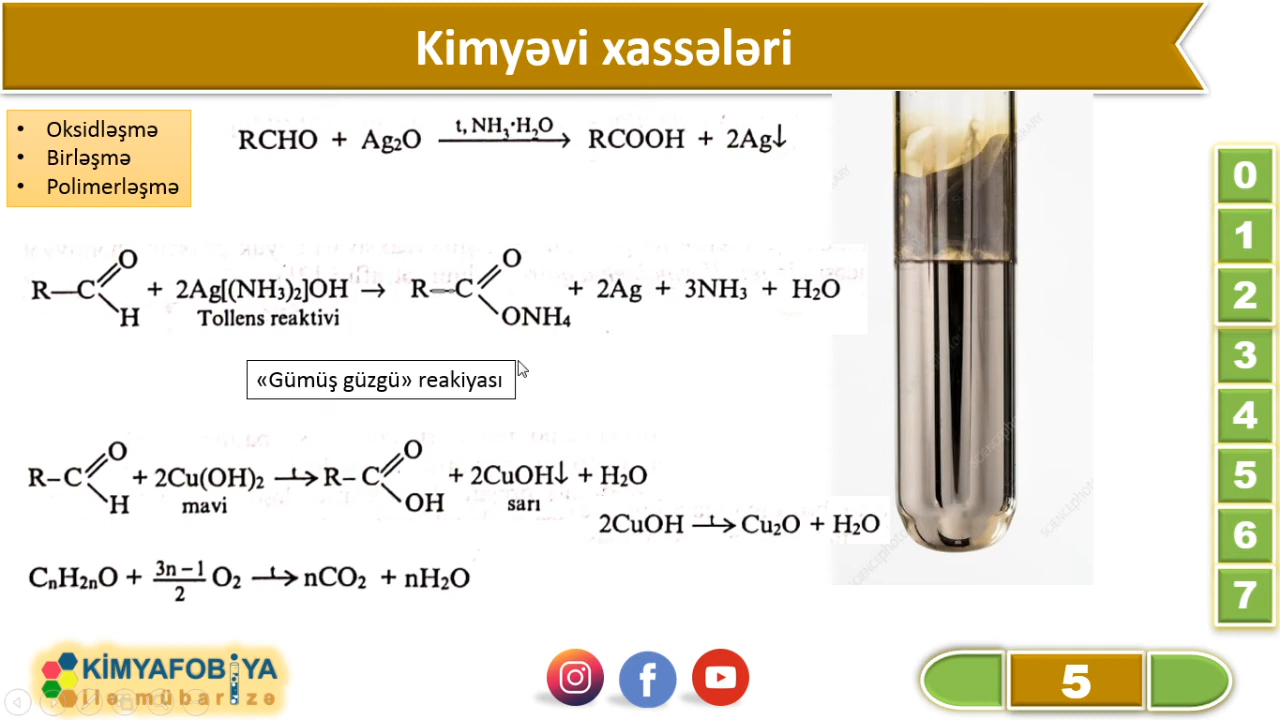 Kimyəvi xassələri
• Oksidləşmə
• Birləşmə
• Polimerləşmə
RCHO + Ag₂O t, NH₃·H₂O → RCOOH + 2Ag↓
R—C O H + 2Ag[(NH₃)₂]OH → R—C O ONH₄ + 2Ag + 3NH₃ + H₂O
Tollens reaktivi
«Gümüş güzgü» reakiyası
R–C O H + 2Cu(OH)₂ t → R–C O OH + 2CuOH↓ + H₂O
mavi sarı
2CuOH t → Cu₂O + H₂O
CₙH₂ₙO + 3n – 1 / 2 O₂ t → nCO₂ + nH₂O
0
1
2
3
4
5
6
7
KİMYAFOBİYA
ilə mübarizə
5